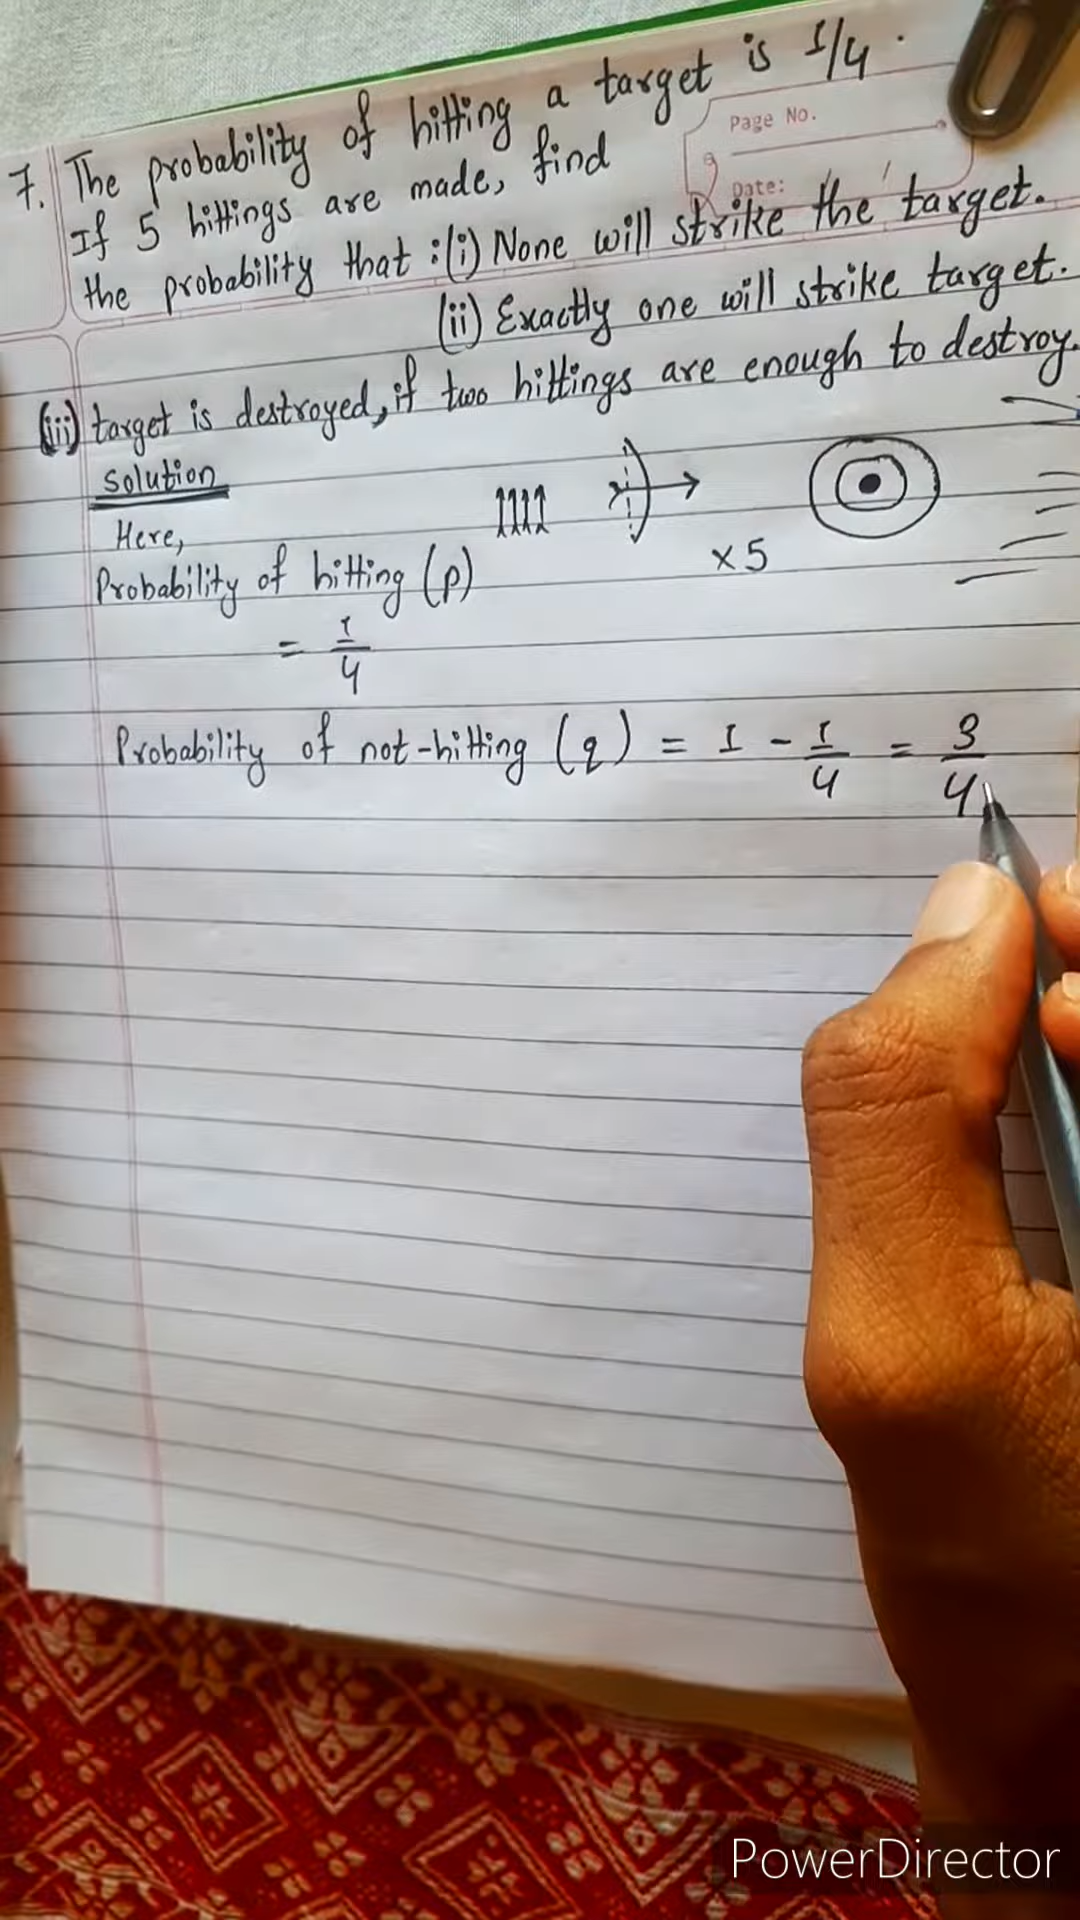 7. The probability of hitting a target is 1/4.
Page No.
If 5 hittings are made, find
Date:
the probability that :(i) None will strike the target.
(ii) Exactly one will strike target.
(iii) target is destroyed, if two hittings are enough to destroy.
solution
Here,
×5
Probability of hitting (p)
= 1/4
Probability of not-hitting (q) = 1 - 1/4 = 3/4
PowerDirector